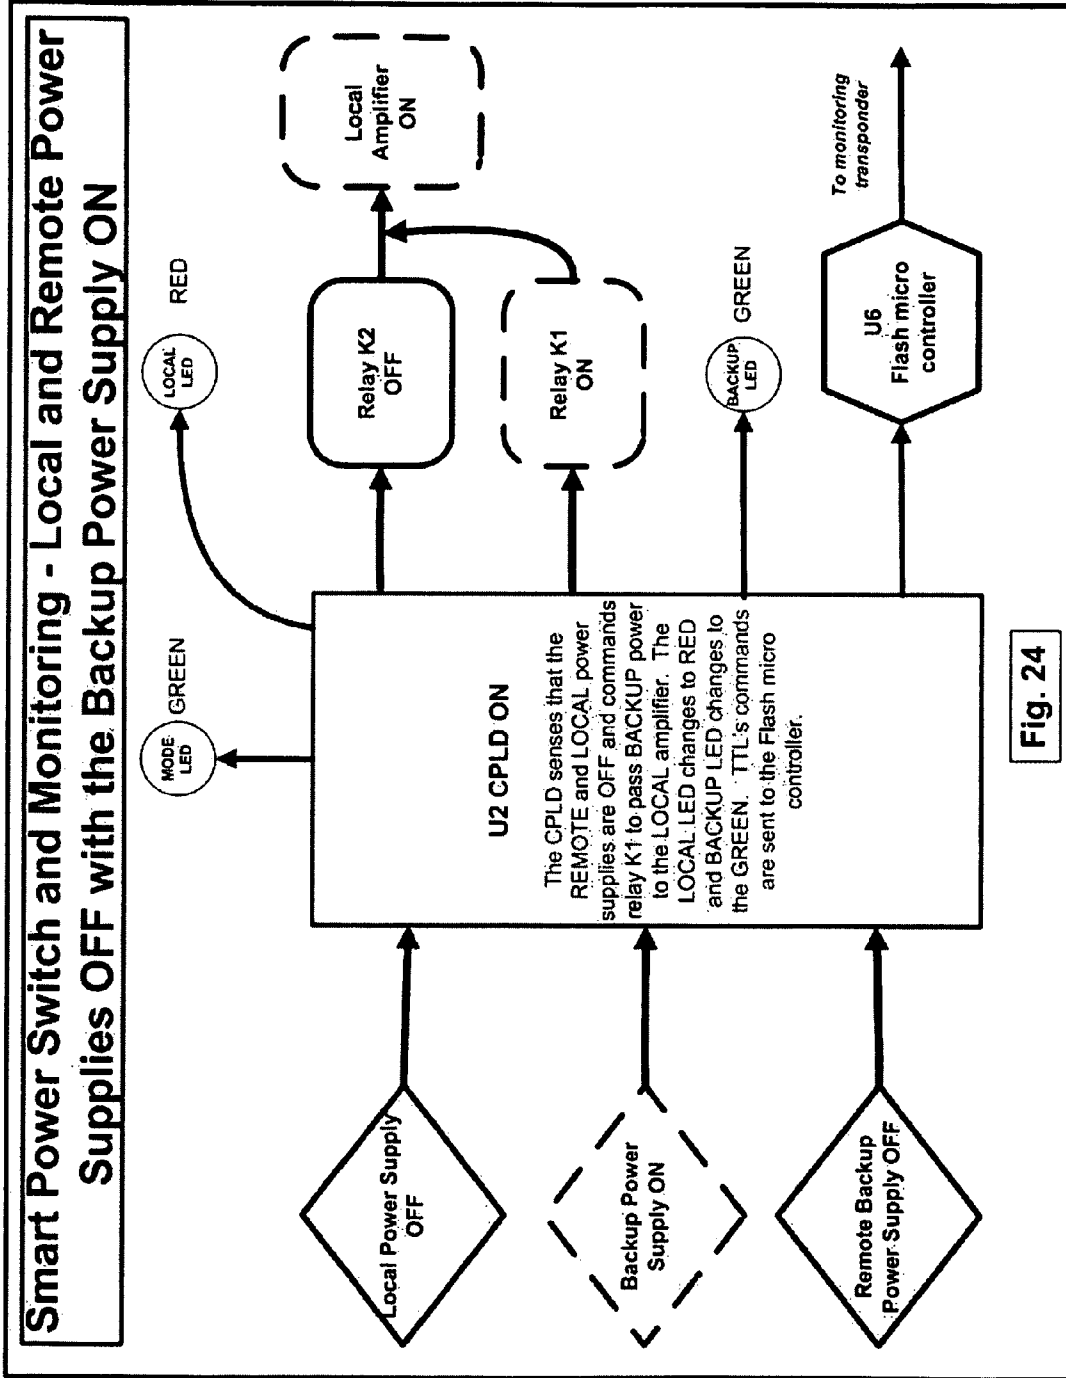 Smart Power Switch and Monitoring - Local and Remote Power
Supplies OFF with the Backup Power Supply ON
MODE
LED
GREEN
LOCAL
LED
RED
Local Power Supply
OFF
Backup Power
Supply ON
Remote Backup
Power Supply OFF
U2 CPLD ON
The CPLD senses that the
REMOTE and LOCAL power
supplies are OFF and commands
relay K1 to pass BACKUP power
to the LOCAL amplifier. The
LOCAL LED changes to RED
and BACKUP LED changes to
the GREEN. TTL's commands
are sent to the Flash micro
controller.
Relay K2
OFF
Relay K1
ON
Local
Amplifier
ON
BACKUP
LED
GREEN
U6
Flash micro
controller
To monitoring
transponder
Fig. 24